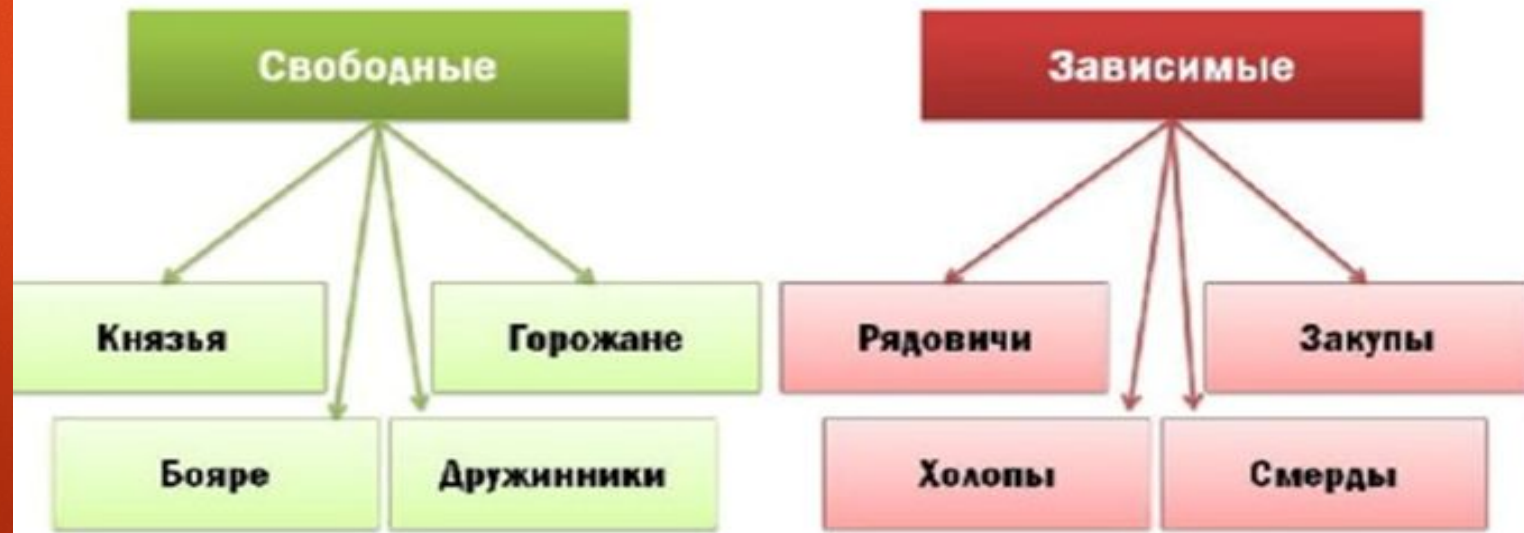 Свободные
Зависимые
Князья
Горожане
Рядовичи
Закупы
Бояре
Дружинники
Холопы
Смерды